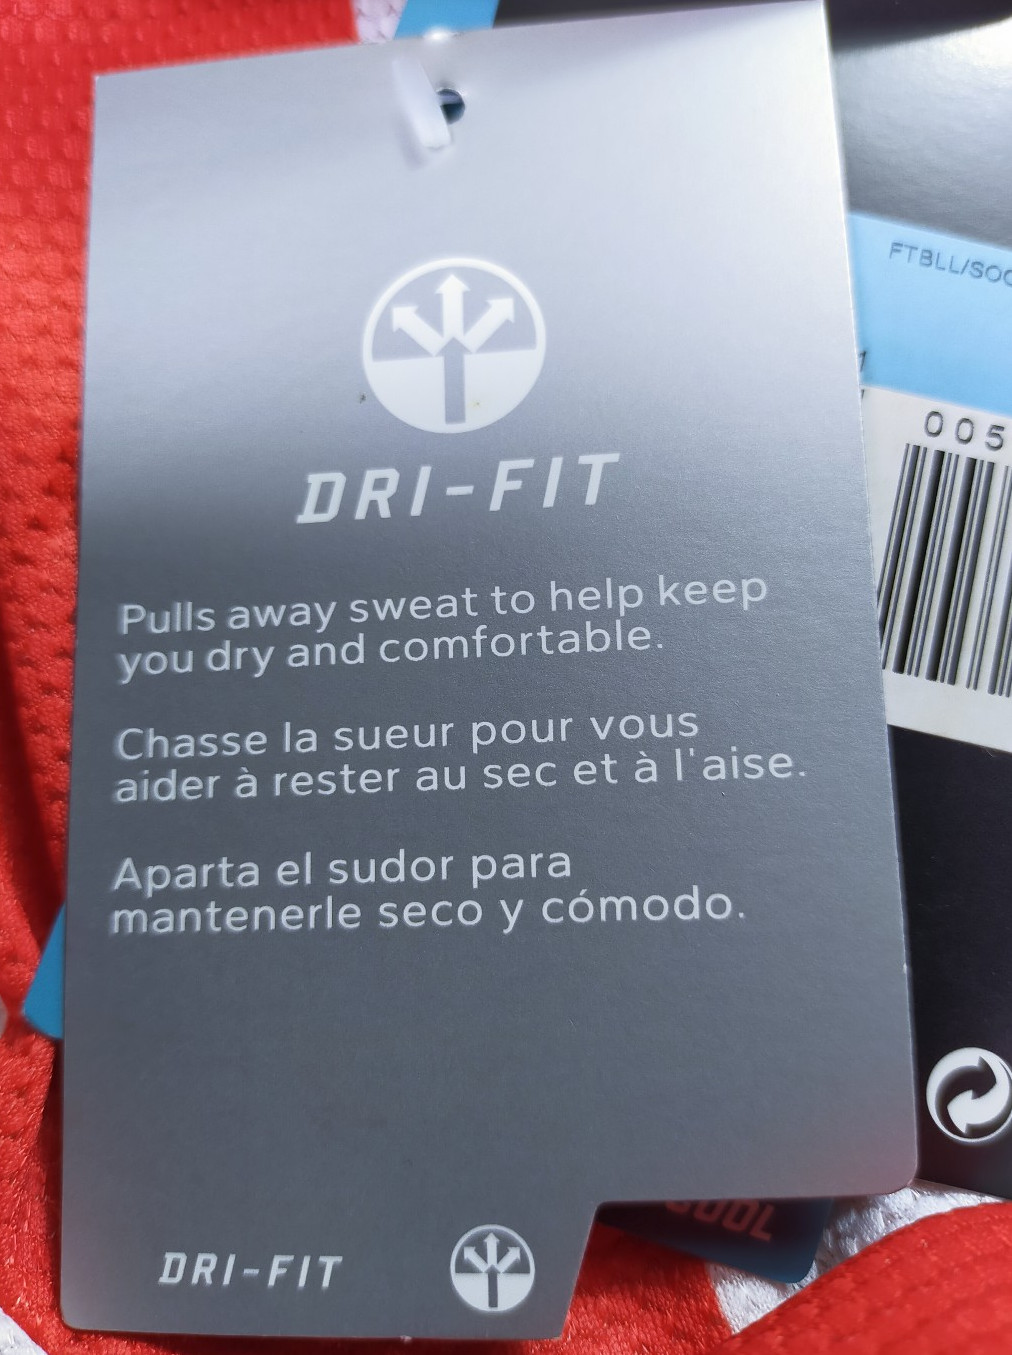 DRI-FIT
Pulls away sweat to help keep
you dry and comfortable.
Chasse la sueur pour vous
aider à rester au sec et à l'aise.
Aparta el sudor para
mantenerle seco y cómodo.
DRI-FIT
FTBLL/SOC
005
COOL